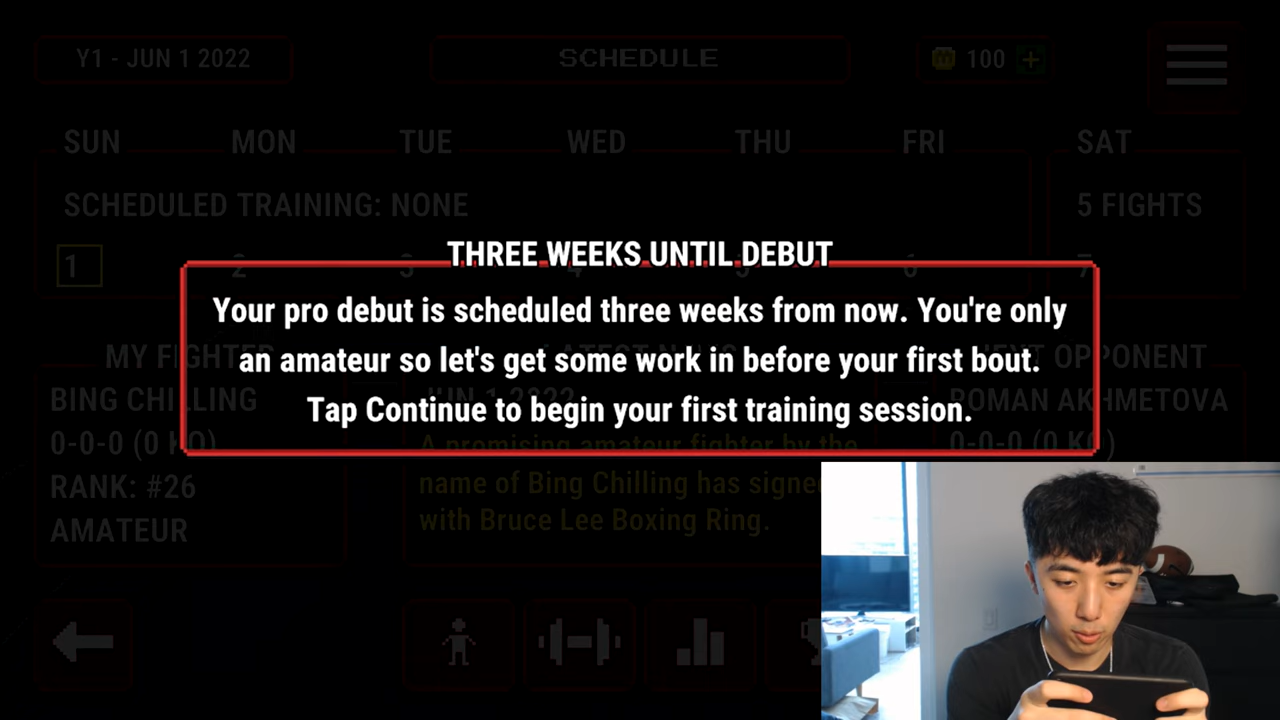 Y1 - JUN 1 2022
SCHEDULE
100
SUN MON TUE WED THU FRI SAT
SCHEDULED TRAINING: NONE
5 FIGHTS
1 2 3 4 5 6 7
THREE WEEKS UNTIL DEBUT
Your pro debut is scheduled three weeks from now. You're only
an amateur so let's get some work in before your first bout.
Tap Continue to begin your first training session.
MY FIGHTER
BING CHILLING
0-0-0 (0 KO)
RANK: #26
AMATEUR
JUN 1 2022
A promising amateur fighter by the
name of Bing Chilling has signed
with Bruce Lee Boxing Ring.
NEXT OPPONENT
ROMAN AKHMETOVA
0-0-0 (0 KO)